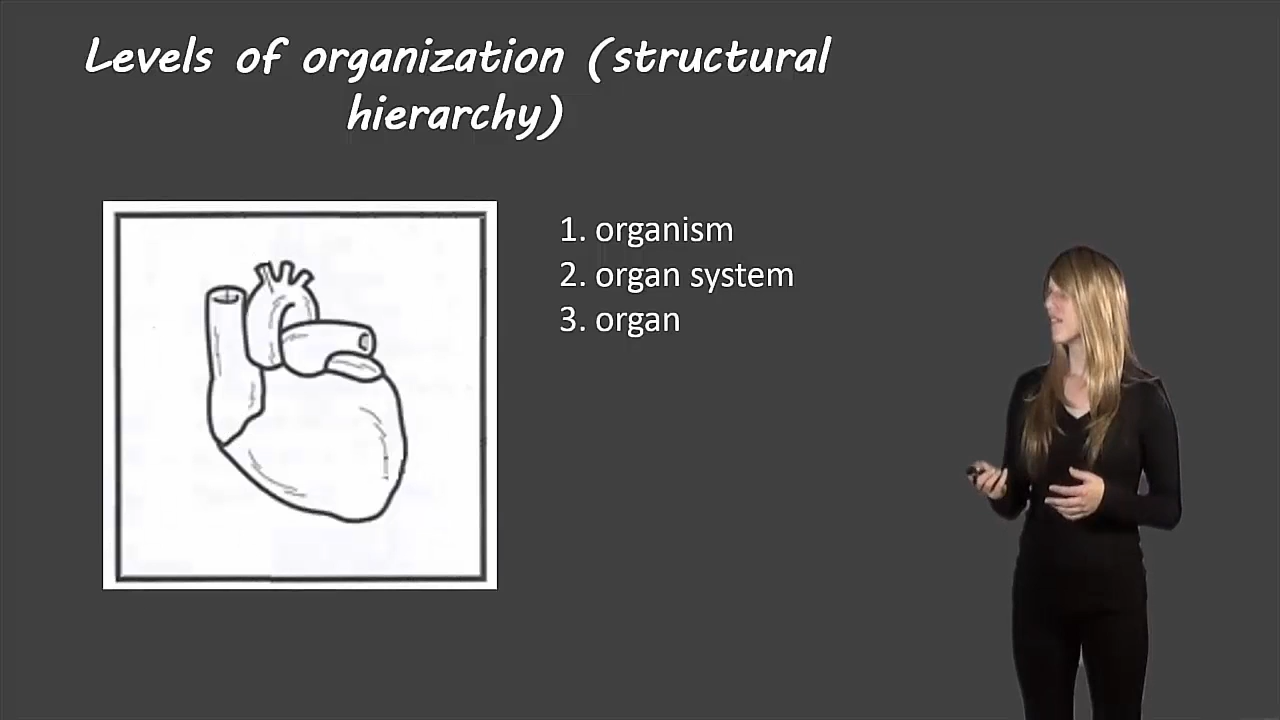 Levels of organization (structural
hierarchy)
1. organism
2. organ system
3. organ